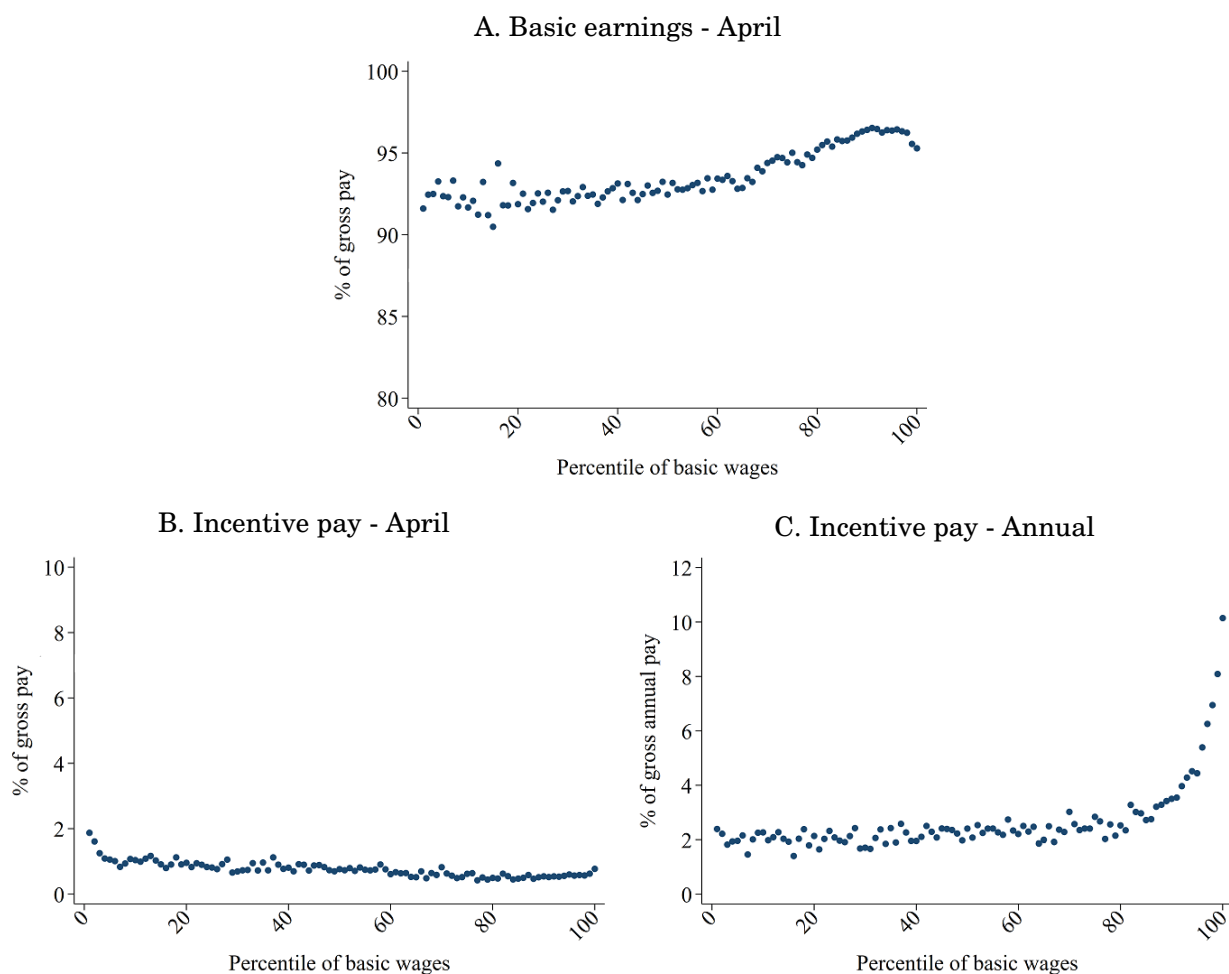 A. Basic earnings - April
100
95
90
85
80
% of gross pay
0 20 40 60 80 100
Percentile of basic wages
B. Incentive pay - April
10
8
6
4
2
0
% of gross pay
0 20 40 60 80 100
Percentile of basic wages
C. Incentive pay - Annual
12
10
8
6
4
2
0
% of gross annual pay
0 20 40 60 80 100
Percentile of basic wages